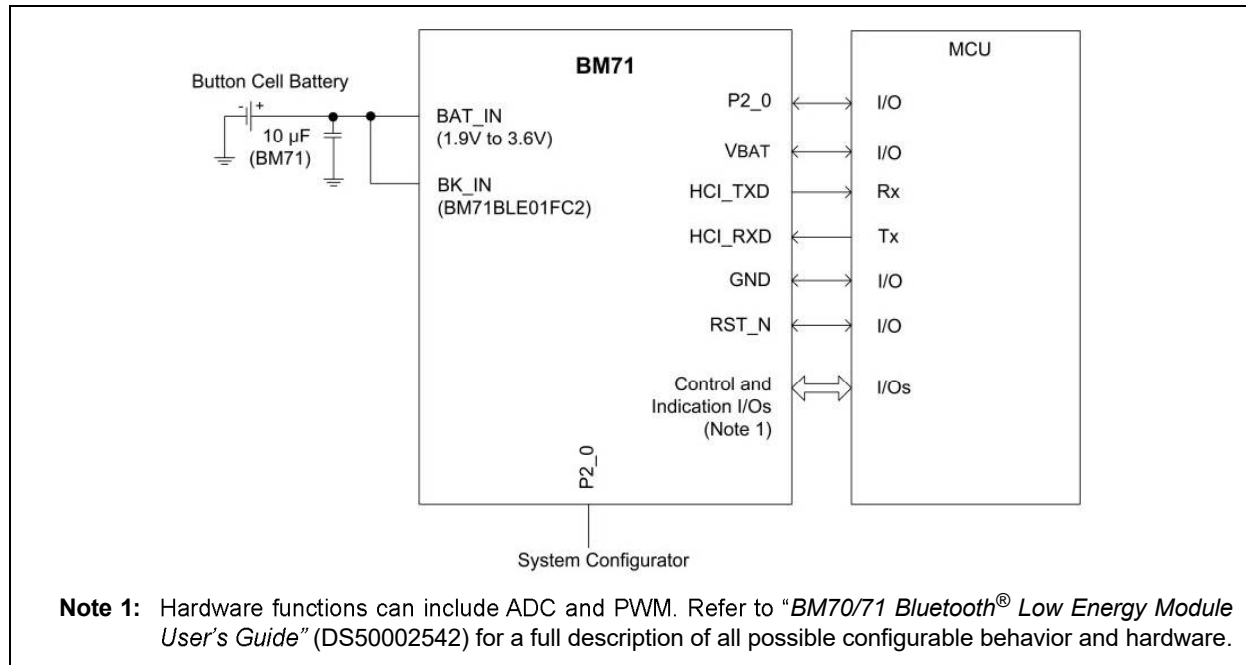 BM71
MCU
Button Cell Battery
- +
10 µF
(BM71)
BAT_IN
(1.9V to 3.6V)
BK_IN
(BM71BLE01FC2)
P2_0
I/O
VBAT
I/O
HCI_TXD
Rx
HCI_RXD
Tx
GND
I/O
RST_N
I/O
Control and
Indication I/Os
(Note 1)
I/Os
P2_0
System Configurator
Note 1: Hardware functions can include ADC and PWM. Refer to “BM70/71 Bluetooth® Low Energy Module
User’s Guide” (DS50002542) for a full description of all possible configurable behavior and hardware.